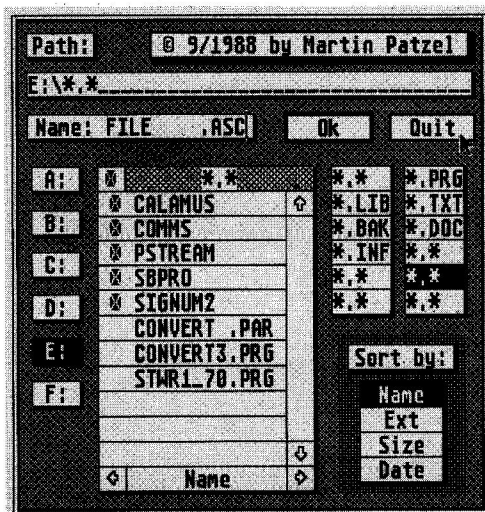 Path: © 9/1988 by Martin Patzel
E:\*.*
Name: FILE .ASC Ok Quit
A:
B:
C:
D:
E:
F:
*.*
CALAMUS
COMMS
PSTREAM
SBPRO
SIGNUM2
CONVERT .PAR
CONVERT3.PRG
STWR1_70.PRG
Name
*.* *.PRG
*.LIB *.TXT
*.BAK *.DOC
*.INF *.*
*.* *.*
*.* *.*
Sort by:
Name
Ext
Size
Date